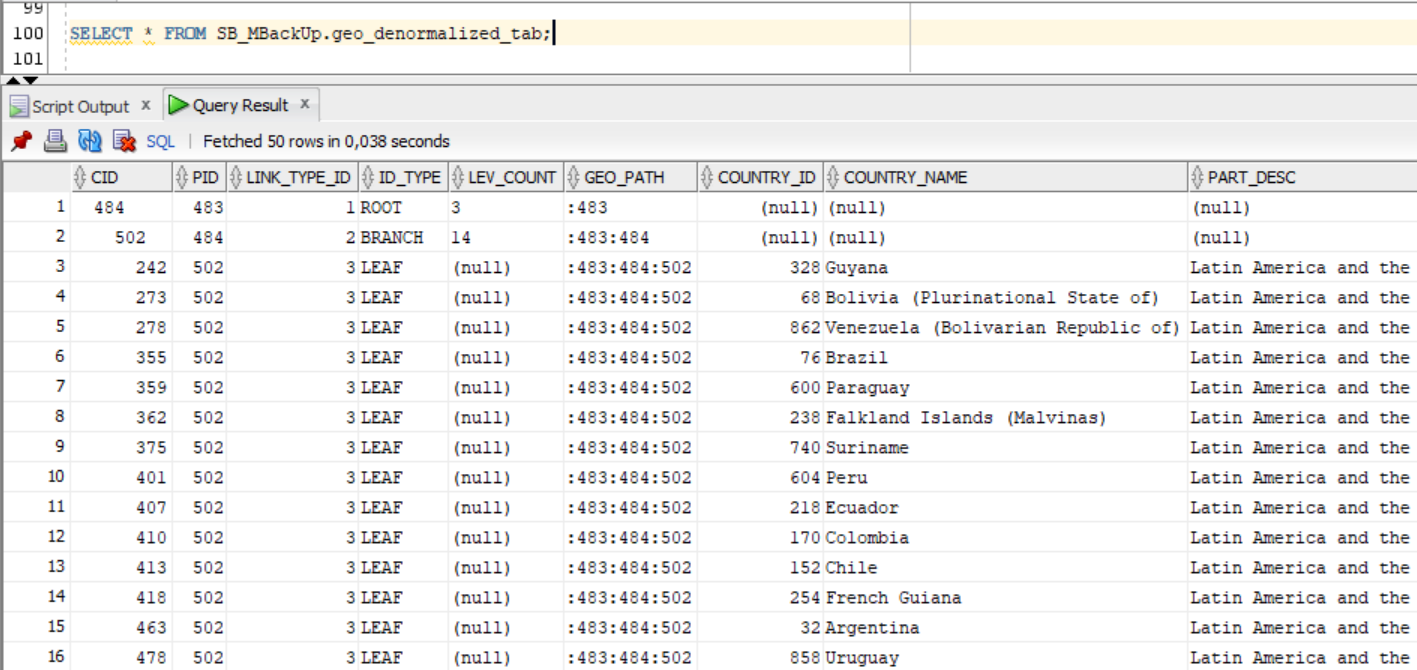 99
100 SELECT * FROM SB_MBackUp.geo_denormalized_tab;
101
Script Output x Query Result x
SQL | Fetched 50 rows in 0,038 seconds
CID PID LINK_TYPE_ID ID_TYPE LEV_COUNT GEO_PATH COUNTRY_ID COUNTRY_NAME PART_DESC
1 484 483 1 ROOT 3 :483 (null) (null) (null)
2 502 484 2 BRANCH 14 :483:484 (null) (null) (null)
3 242 502 3 LEAF (null) :483:484:502 328 Guyana Latin America and the
4 273 502 3 LEAF (null) :483:484:502 68 Bolivia (Plurinational State of) Latin America and the
5 278 502 3 LEAF (null) :483:484:502 862 Venezuela (Bolivarian Republic of) Latin America and the
6 355 502 3 LEAF (null) :483:484:502 76 Brazil Latin America and the
7 359 502 3 LEAF (null) :483:484:502 600 Paraguay Latin America and the
8 362 502 3 LEAF (null) :483:484:502 238 Falkland Islands (Malvinas) Latin America and the
9 375 502 3 LEAF (null) :483:484:502 740 Suriname Latin America and the
10 401 502 3 LEAF (null) :483:484:502 604 Peru Latin America and the
11 407 502 3 LEAF (null) :483:484:502 218 Ecuador Latin America and the
12 410 502 3 LEAF (null) :483:484:502 170 Colombia Latin America and the
13 413 502 3 LEAF (null) :483:484:502 152 Chile Latin America and the
14 418 502 3 LEAF (null) :483:484:502 254 French Guiana Latin America and the
15 463 502 3 LEAF (null) :483:484:502 32 Argentina Latin America and the
16 478 502 3 LEAF (null) :483:484:502 858 Uruguay Latin America and the